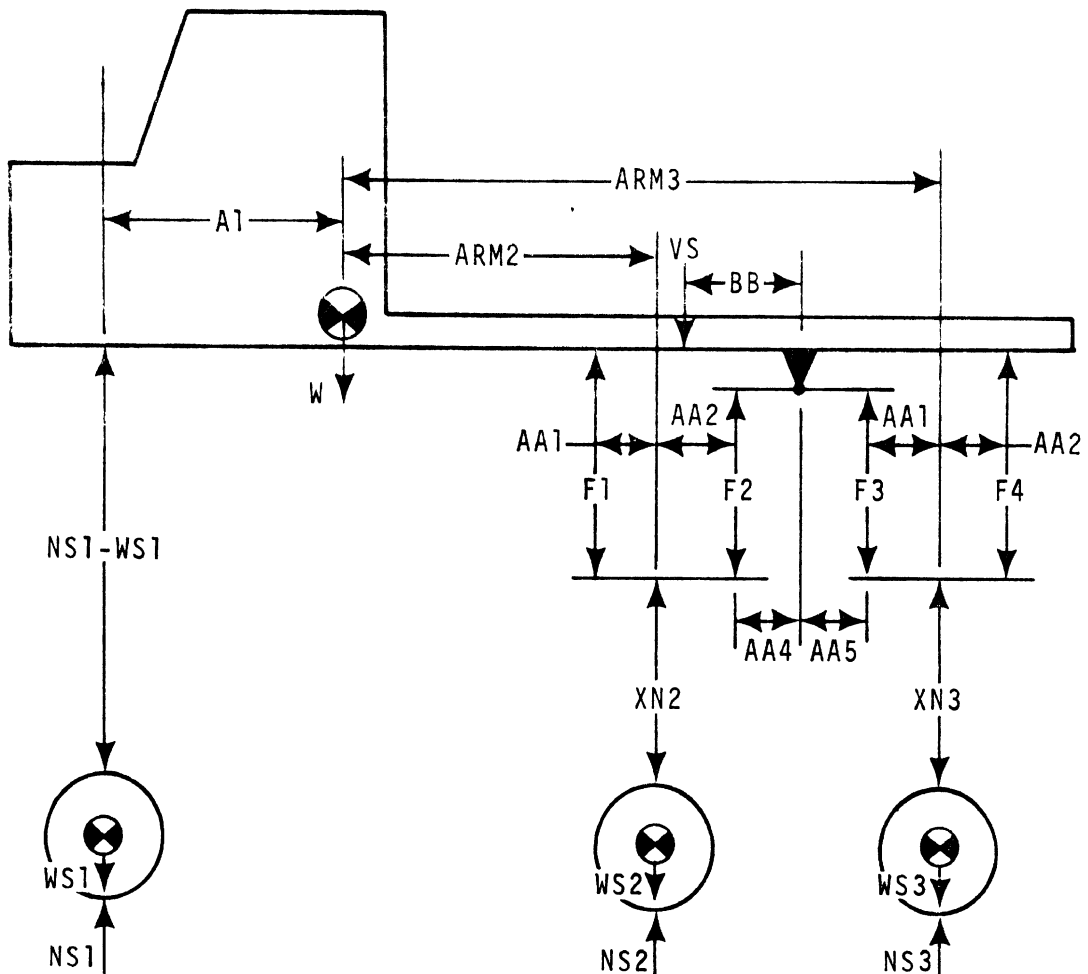 ARM3
A1
ARM2
VS
BB
W
AA2
AA1
AA1
AA2
F1
F2
F3
F4
NS1-WS1
AA4
AA5
XN2
XN3
WS1
WS2
WS3
NS1
NS2
NS3